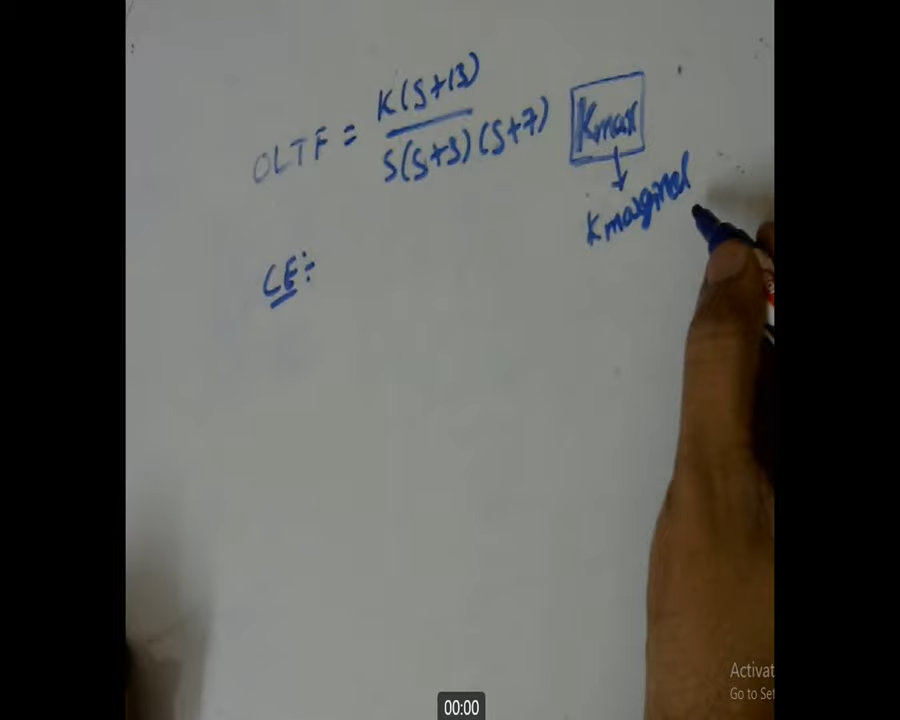 OLTF = K(S+13) / S(S+3)(S+7)
Kmax
Kmarginal
CE:-
00:00
Activat
Go to Set